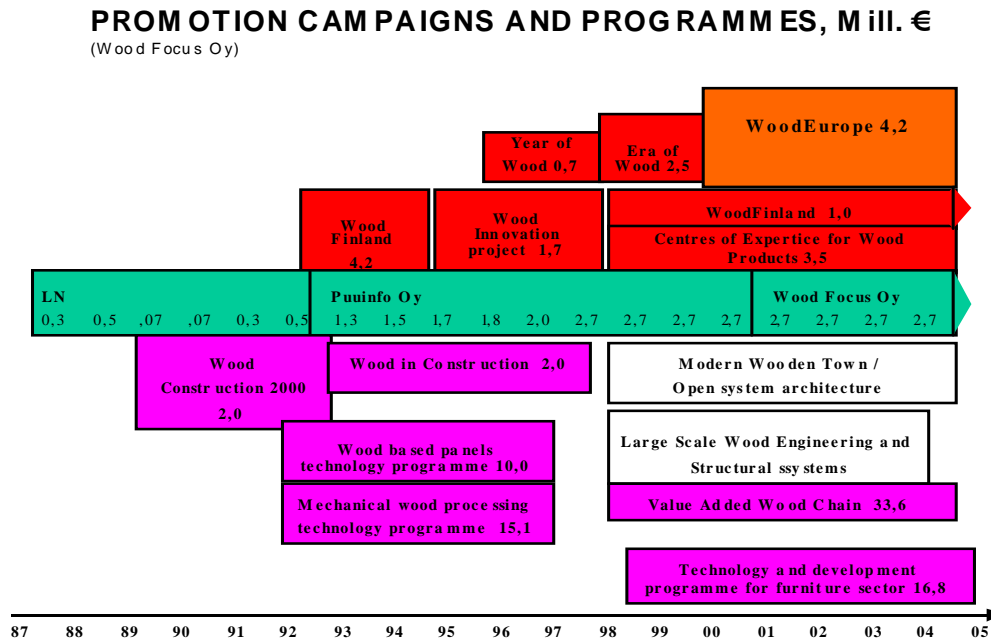 PROMOTION CAMPAIGNS AND PROGRAMMES, Mill. €
(Wood Focus Oy)
WoodEurope 4,2
Year of
Wood 0,7
Era of
Wood 2,5
Wood
Finland
4,2
Wood
Innovation
project 1,7
WoodFinland 1,0
Centres of Expertice for Wood
Products 3,5
LN
Puuinfo Oy
Wood Focus Oy
0,3 0,5 ,07 ,07 0,3 0,5 1,3 1,5 1,7 1,8 2,0 2,7 2,7 2,7 2,7 2,7 2,7 2,7 2,7
Wood
Construction 2000
2,0
Wood in Construction 2,0
Modern Wooden Town /
Open system architecture
Wood based panels
technology programme 10,0
Large Scale Wood Engineering and
Structural ssystems
Mechanical wood processing
technology programme 15,1
Value Added Wood Chain 33,6
Technology and development
programme for furniture sector 16,8
87 88 89 90 91 92 93 94 95 96 97 98 99 00 01 02 03 04 05